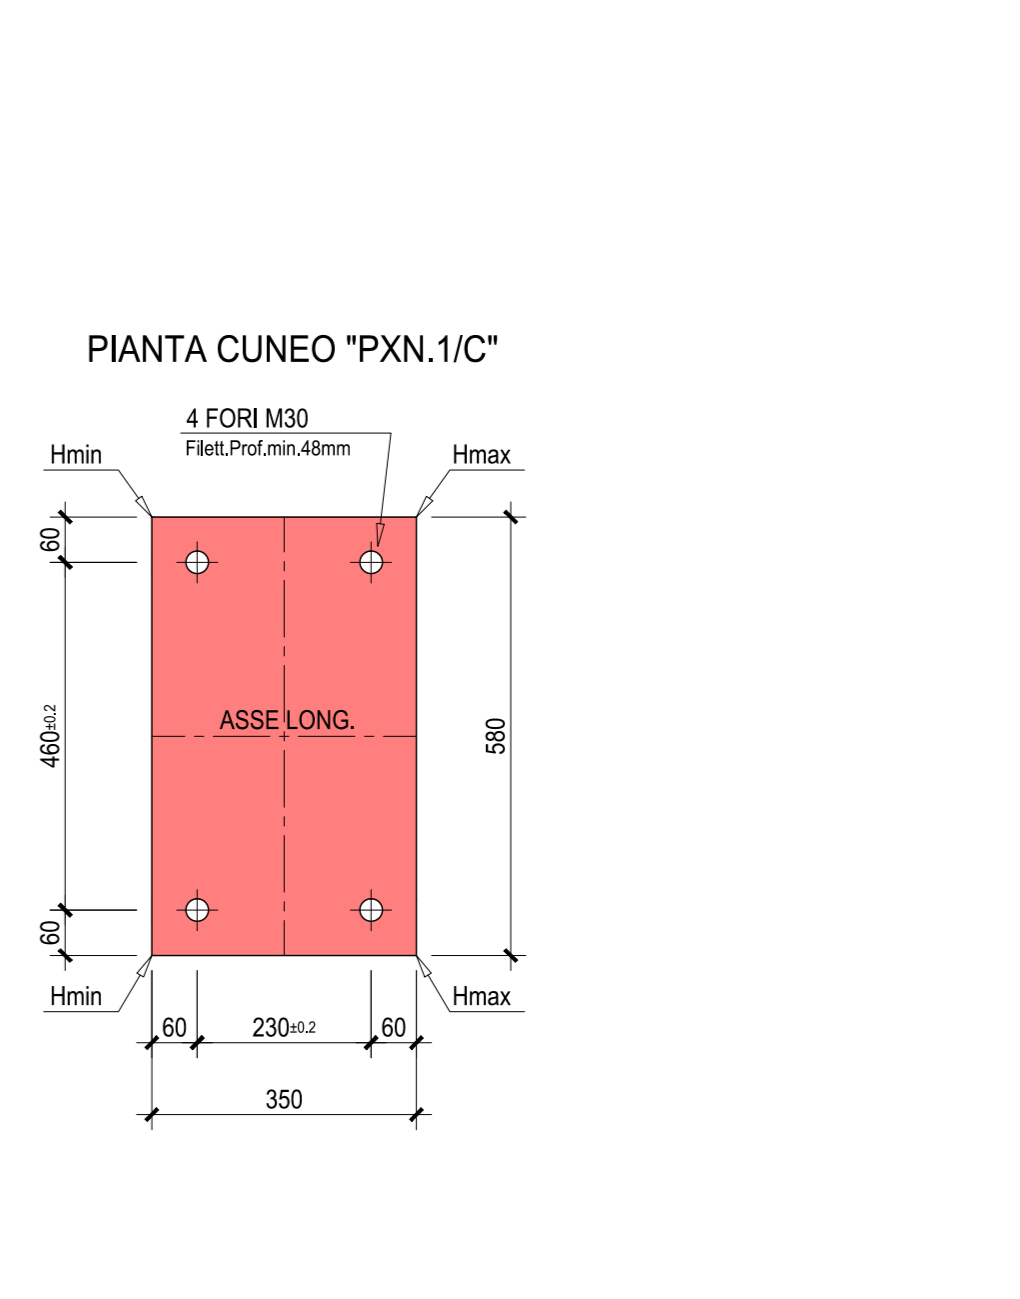 PIANTA CUNEO "PXN.1/C"
4 FORI M30
Filett.Prof.min.48mm
Hmin
Hmax
60
460±0.2
60
ASSE LONG.
580
Hmin
Hmax
60
230±0.2
60
350